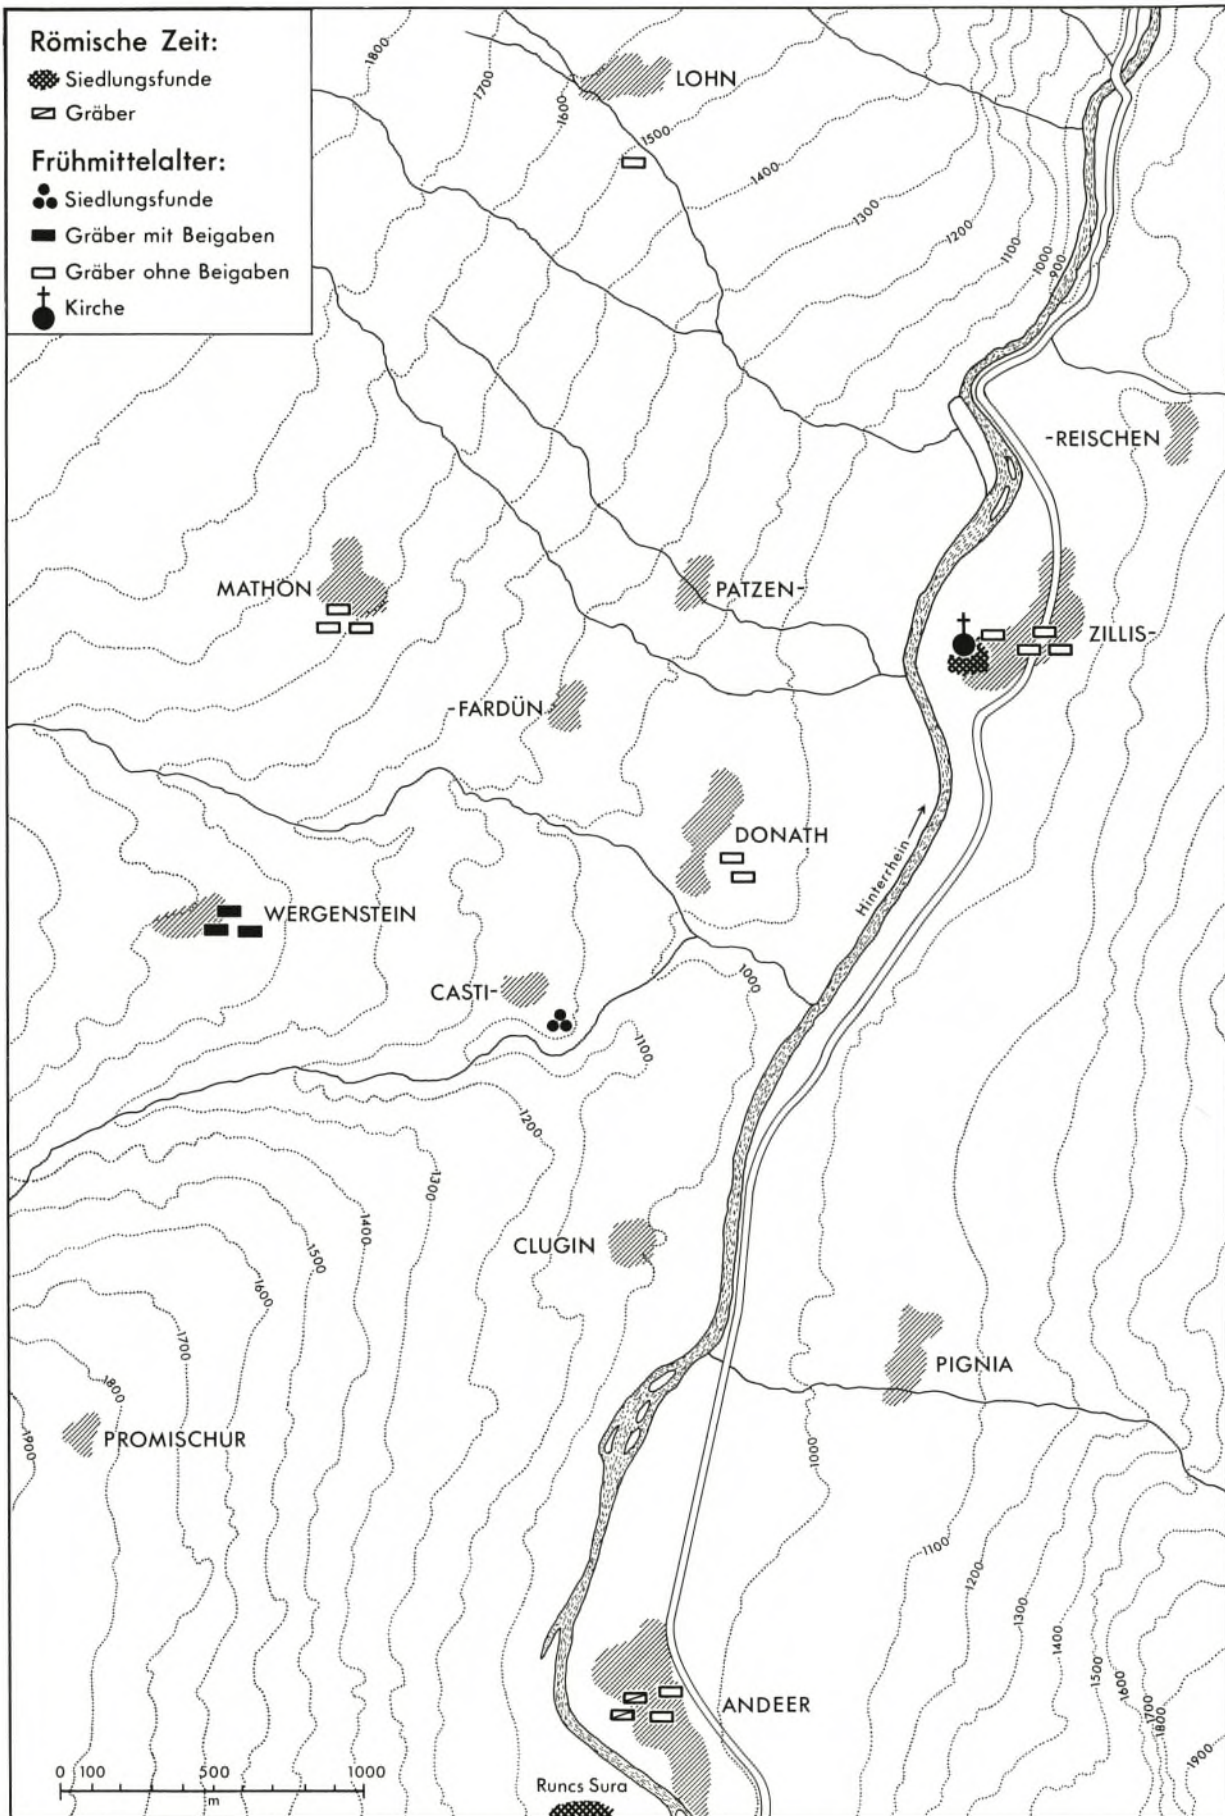 Römische Zeit:
Siedlungsfunde
Gräber
Frühmittelalter:
Siedlungsfunde
Gräber mit Beigaben
Gräber ohne Beigaben
Kirche
1800
1700
1600
LOHN
1500
1400
1300
1200
1100
1000
900
-REISCHEN
MATHÖN
PATZEN-
ZILLIS-
-FARDÜN-
DONATH
Hinterrhein
WERGENSTEIN
CASTI-
1000
1100
1200
1300
1400
1500
1600
1700
1800
1900
CLUGIN
PIGNIA
PROMISCHUR
1000
1100
1200
1300
1400
1500
1600
1700
1800
1900
ANDEER
0 100 500 1000
m
Runcs Sura